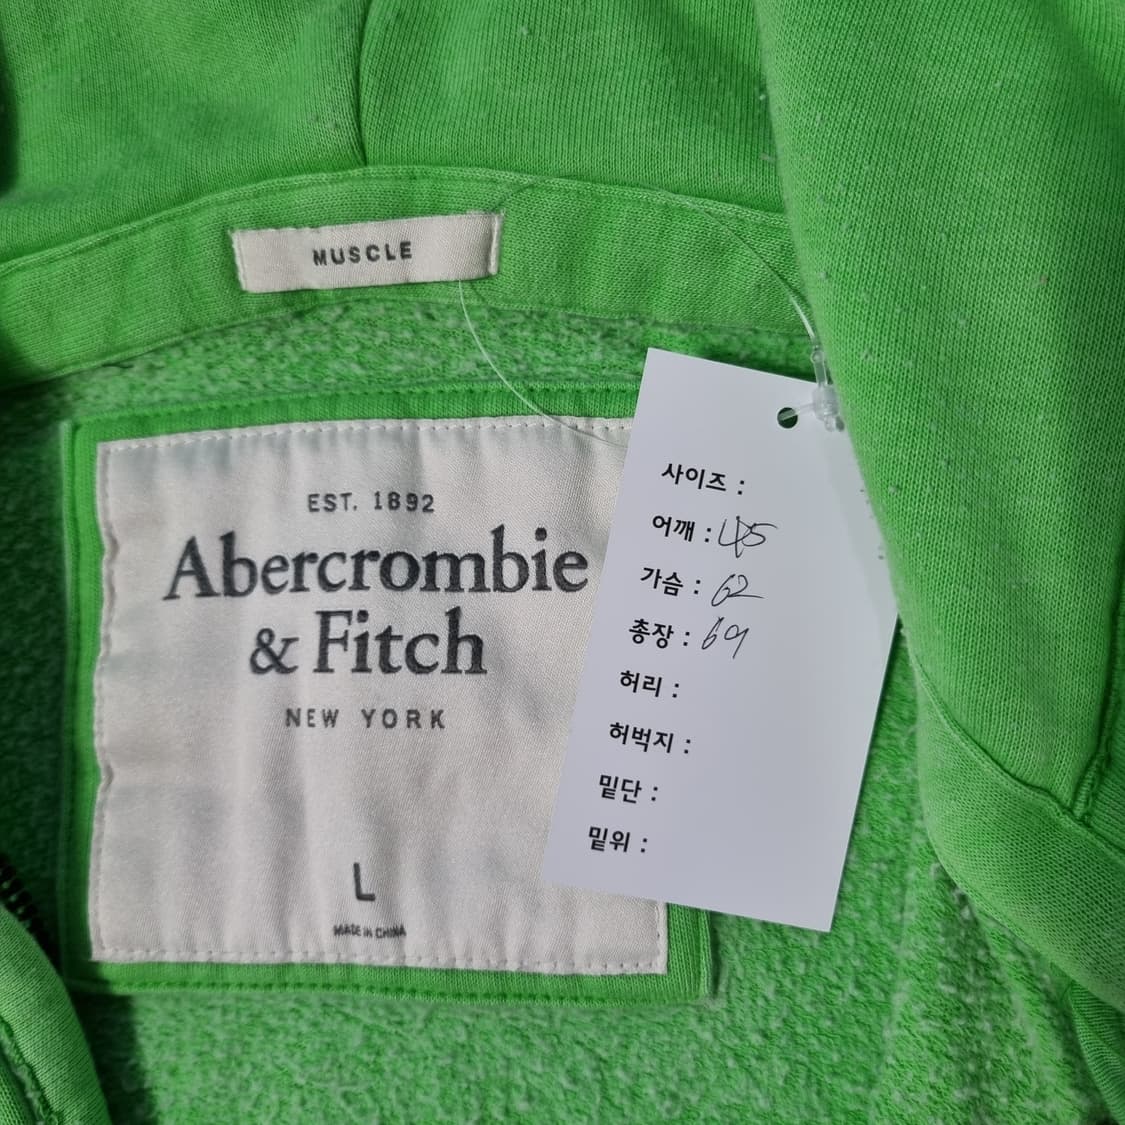 MUSCLE
EST. 1892
Abercrombie
& Fitch
NEW YORK
L
MADE IN CHINA
사이즈 :
어깨 : 45
가슴 : 62
총장 : 69
허리 :
허벅지 :
밑단 :
밑위 :